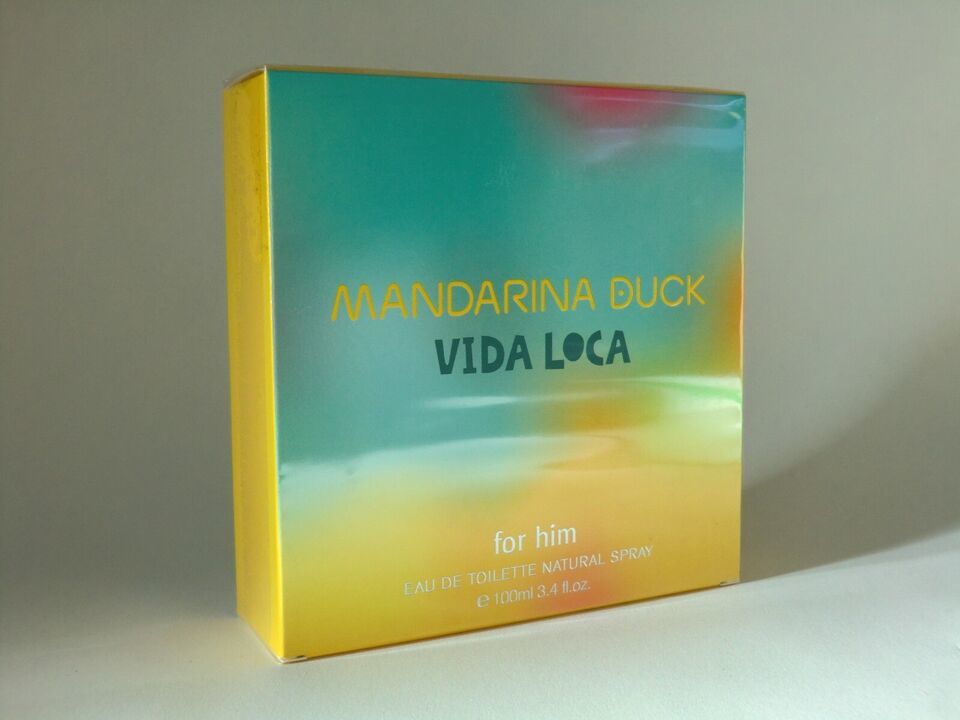 MANDARINA DUCK
VIDA LOCA
for him
EAU DE TOILETTE NATURAL SPRAY
℮ 100ml 3.4 fl.oz.